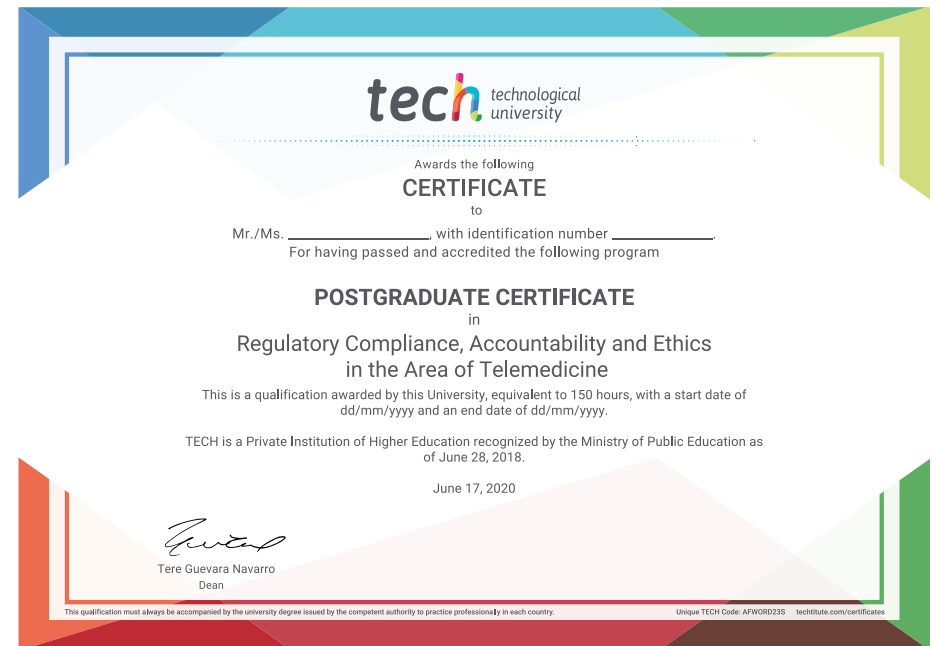 tech technological
university
Awards the following
CERTIFICATE
to
Mr./Ms. ____________________, with identification number ______________.
For having passed and accredited the following program
POSTGRADUATE CERTIFICATE
in
Regulatory Compliance, Accountability and Ethics
in the Area of Telemedicine
This is a qualification awarded by this University, equivalent to 150 hours, with a start date of
dd/mm/yyyy and an end date of dd/mm/yyyy.
TECH is a Private Institution of Higher Education recognized by the Ministry of Public Education as
of June 28, 2018.
June 17, 2020
Tere Guevara Navarro
Dean
This qualification must always be accompanied by the university degree issued by the competent authority to practice professionally in each country.
Unique TECH Code: AFWORD23S techtitute.com/certificates